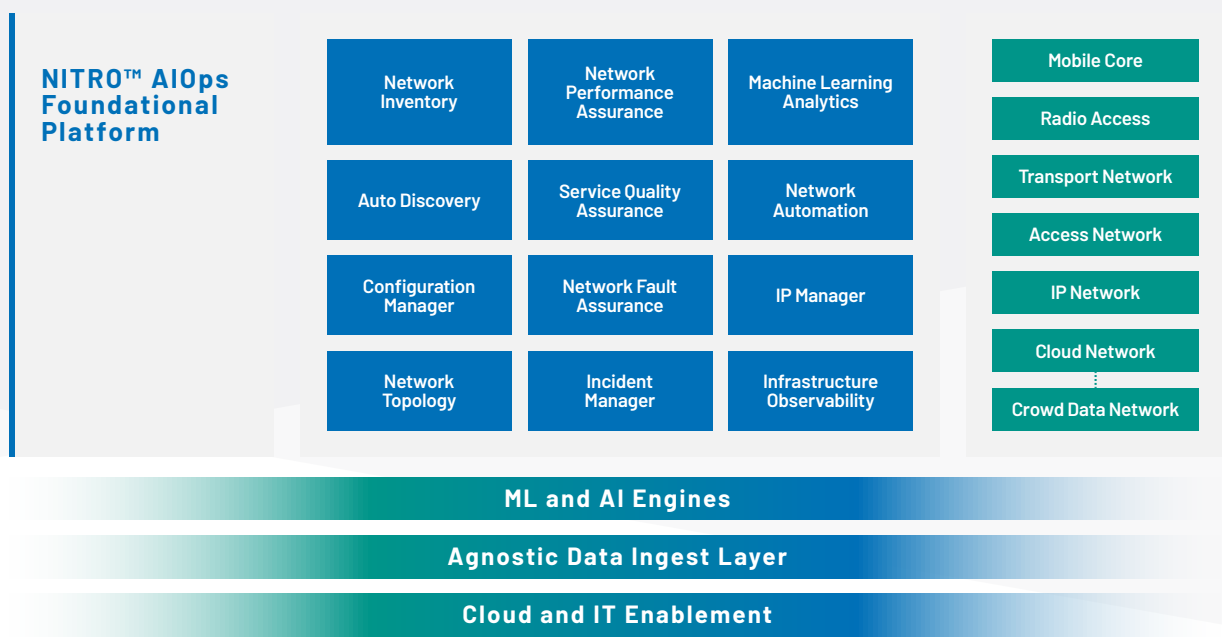 NITRO™ AIOps
Foundational
Platform
Network
Inventory
Network
Performance
Assurance
Machine Learning
Analytics
Auto Discovery
Service Quality
Assurance
Network
Automation
Configuration
Manager
Network Fault
Assurance
IP Manager
Network
Topology
Incident
Manager
Infrastructure
Observability
Mobile Core
Radio Access
Transport Network
Access Network
IP Network
Cloud Network
Crowd Data Network
ML and AI Engines
Agnostic Data Ingest Layer
Cloud and IT Enablement